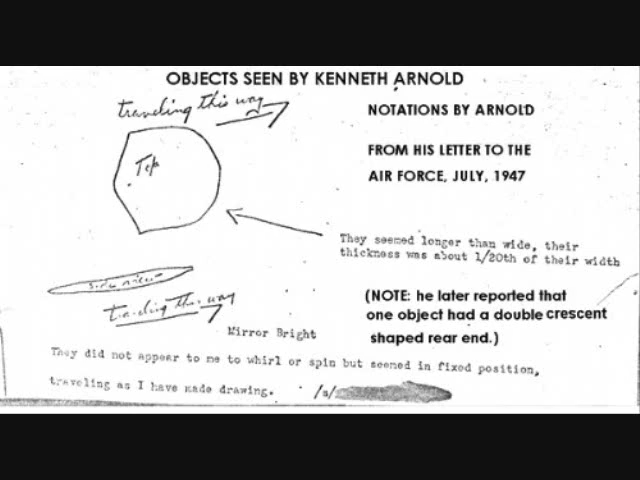 OBJECTS SEEN BY KENNETH ARNOLD
traveling this way
NOTATIONS BY ARNOLD
FROM HIS LETTER TO THE
AIR FORCE, JULY, 1947
Top
They seemed longer than wide, their
thickness was about 1/20th of their width
side view
traveling this way
(NOTE: he later reported that
one object had a double crescent
shaped rear end.)
Mirror Bright
They did not appear to me to whirl or spin but seemed in fixed position,
traveling as I have made drawing. /s/